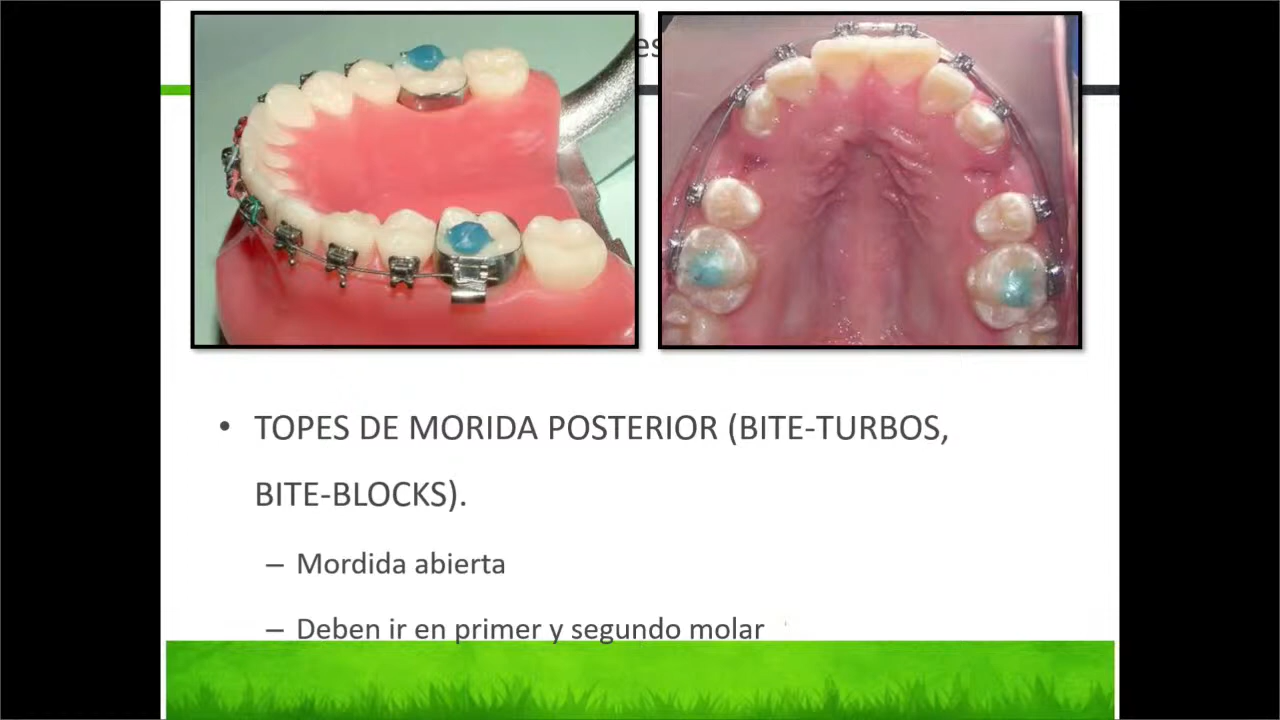 • TOPES DE MORIDA POSTERIOR (BITE-TURBOS,
BITE-BLOCKS).
– Mordida abierta
– Deben ir en primer y segundo molar